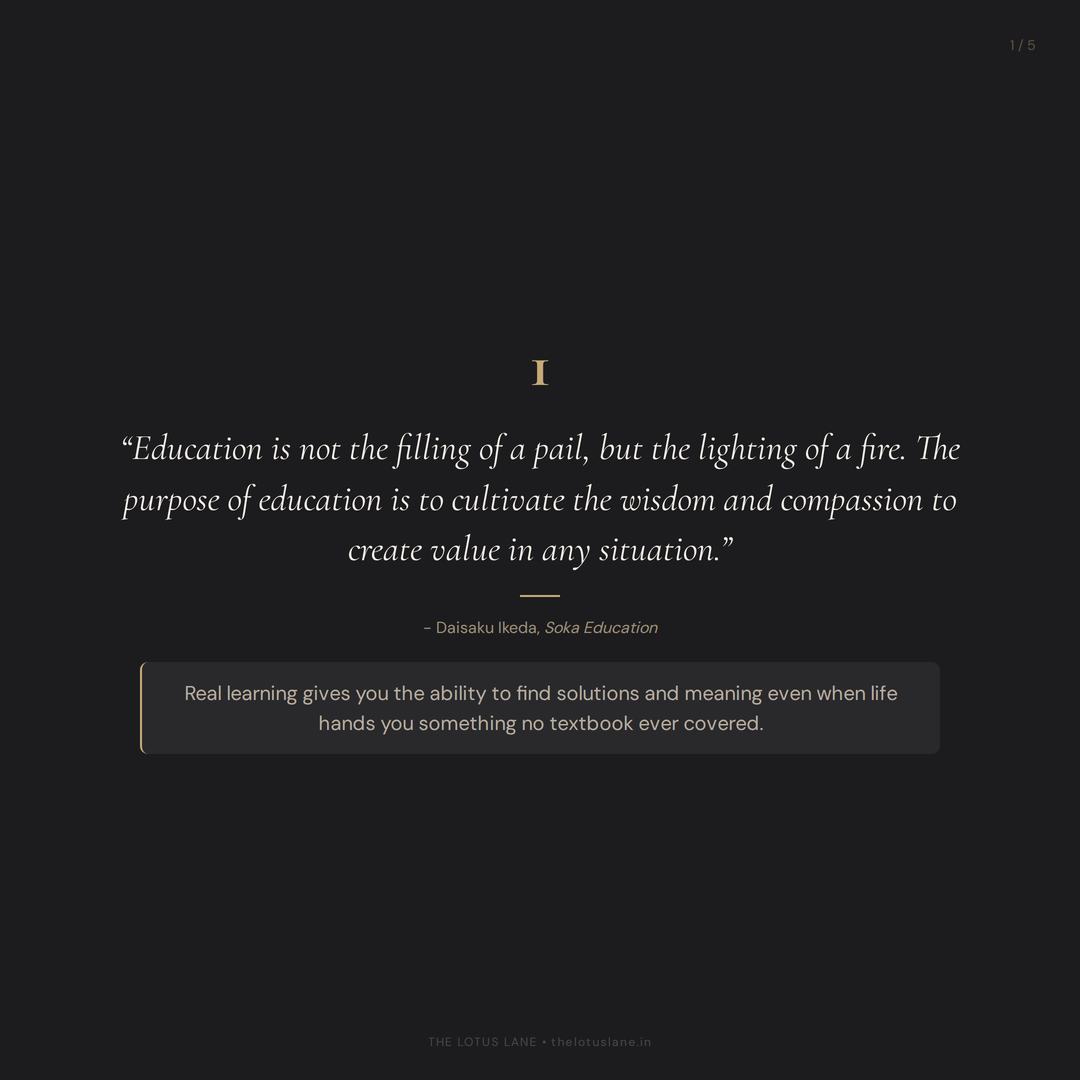 1 / 5
1
“Education is not the filling of a pail, but the lighting of a fire. The
purpose of education is to cultivate the wisdom and compassion to
create value in any situation.”
– Daisaku Ikeda, Soka Education
Real learning gives you the ability to find solutions and meaning even when life
hands you something no textbook ever covered.
THE LOTUS LANE • thelotuslane.in